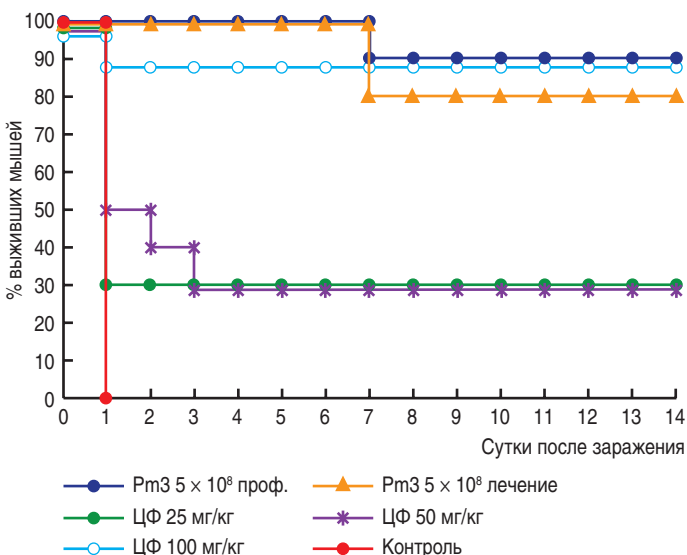 % выживших мышей
100
90
80
70
60
50
40
30
20
10
0
0 1 2 3 4 5 6 7 8 9 10 11 12 13 14
Сутки после заражения
Pm3 5 × 10⁸ проф. Pm3 5 × 10⁸ лечение
ЦФ 25 мг/кг ЦФ 50 мг/кг
ЦФ 100 мг/кг Контроль